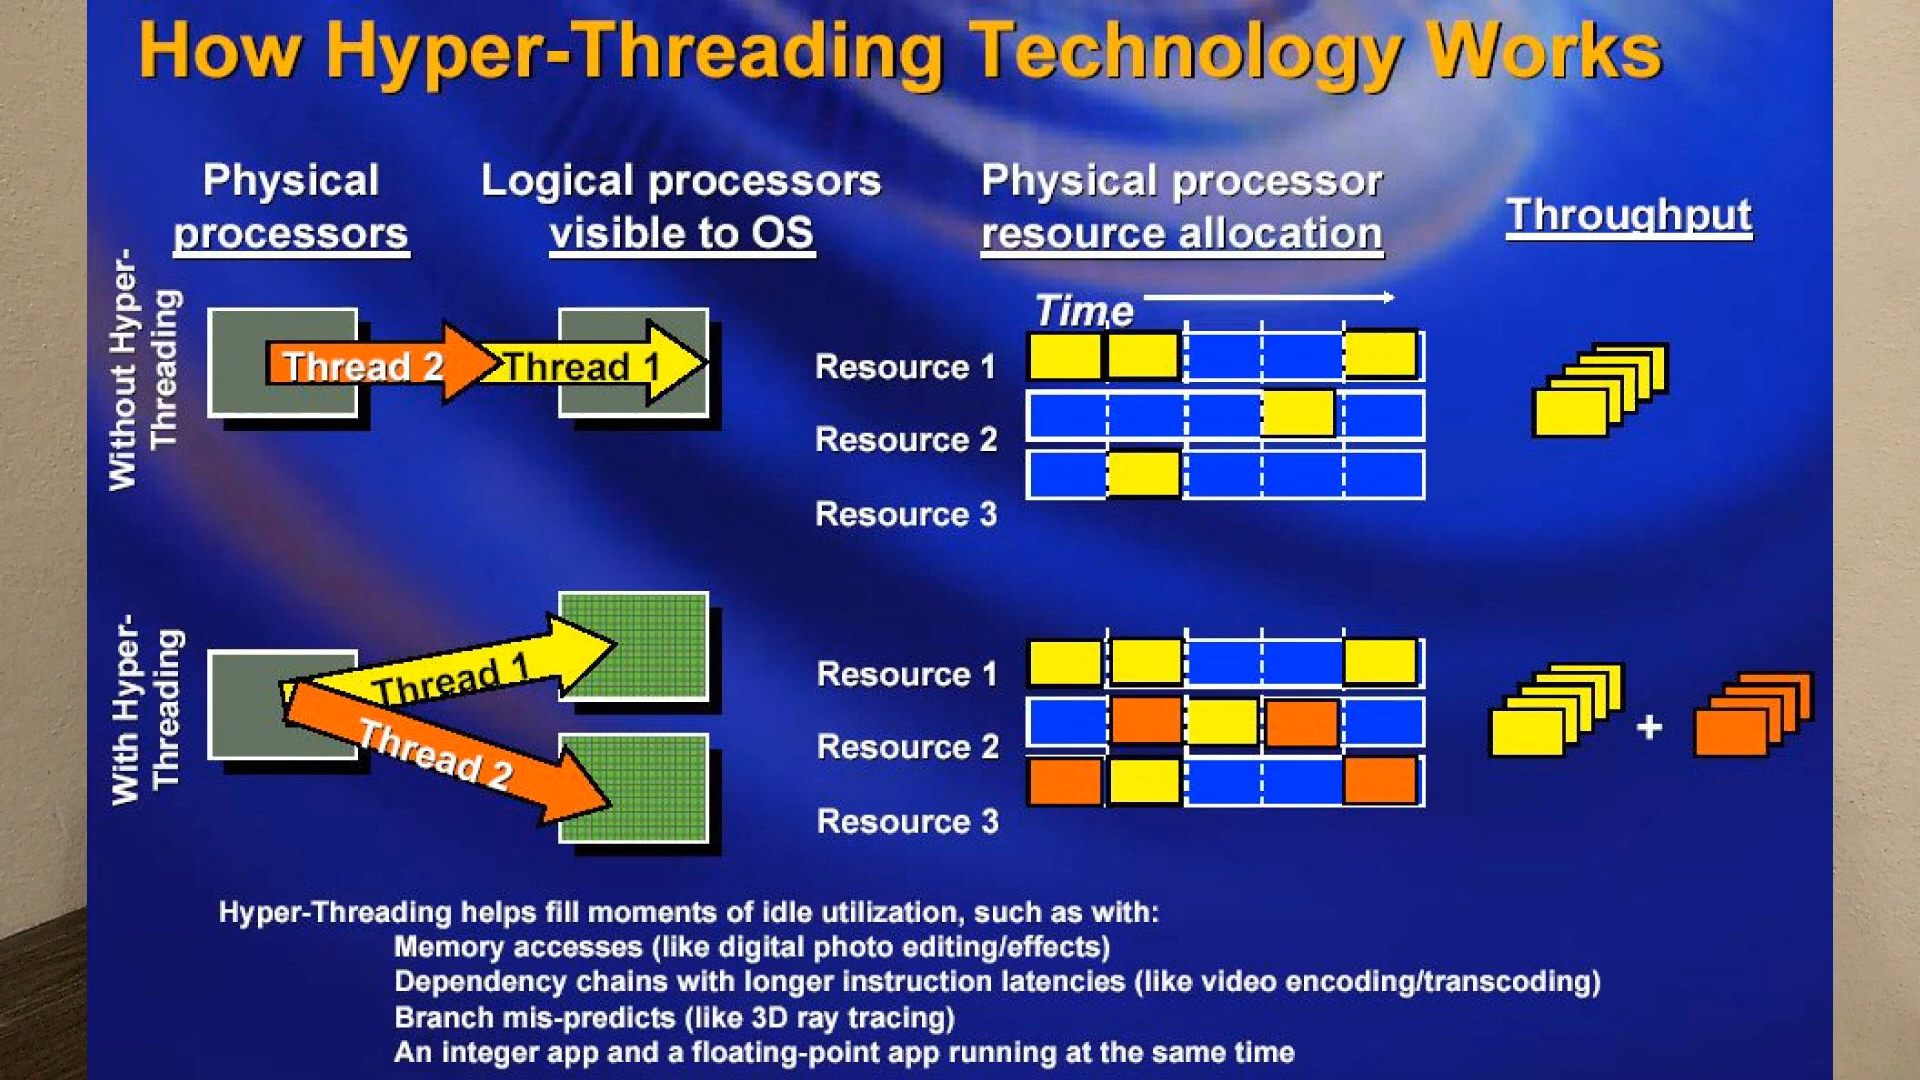 How Hyper-Threading Technology Works
Physical
processors
Logical processors
visible to OS
Physical processor
resource allocation
Throughput
Without Hyper-
Threading
Thread 2
Thread 1
Time
Resource 1
Resource 2
Resource 3
With Hyper-
Threading
Thread 1
Thread 2
Resource 1
Resource 2
Resource 3
+
Hyper-Threading helps fill moments of idle utilization, such as with:
Memory accesses (like digital photo editing/effects)
Dependency chains with longer instruction latencies (like video encoding/transcoding)
Branch mis-predicts (like 3D ray tracing)
An integer app and a floating-point app running at the same time